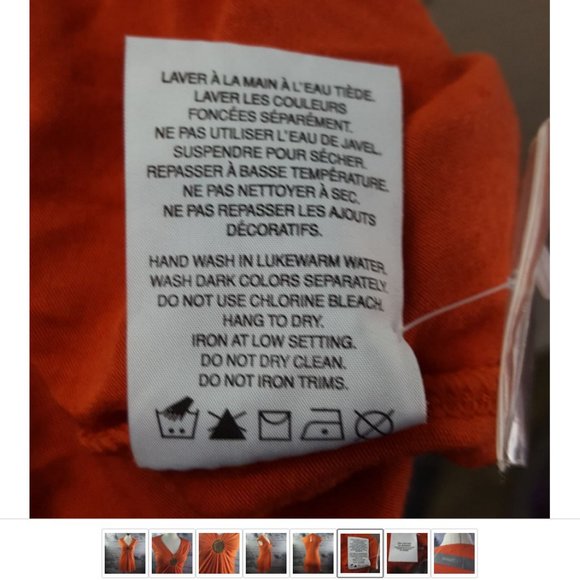 LAVER À LA MAIN À L'EAU TIÈDE.
LAVER LES COULEURS
FONCÉES SÉPARÉMENT.
NE PAS UTILISER L'EAU DE JAVEL.
SUSPENDRE POUR SÉCHER.
REPASSER À BASSE TEMPÉRATURE.
NE PAS NETTOYER À SEC.
NE PAS REPASSER LES AJOUTS
DÉCORATIFS.
HAND WASH IN LUKEWARM WATER.
WASH DARK COLORS SEPARATELY.
DO NOT USE CHLORINE BLEACH.
HANG TO DRY.
IRON AT LOW SETTING.
DO NOT DRY CLEAN.
DO NOT IRON TRIMS.